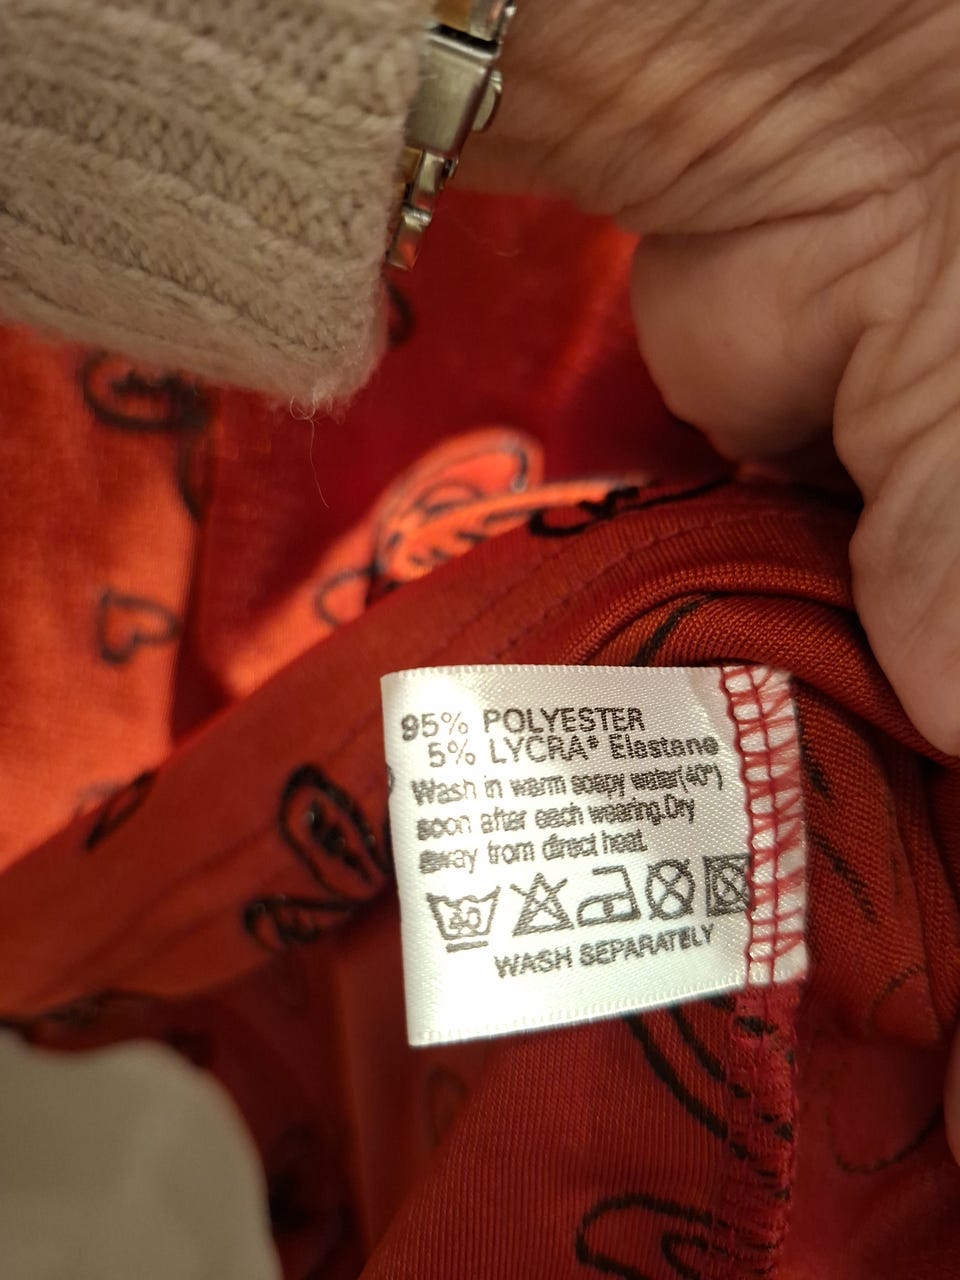 95% POLYESTER
5% LYCRA® Elastane
Wash in warm soapy water(40°)
soon after each wearing.Dry
away from direct heat.
40
WASH SEPARATELY